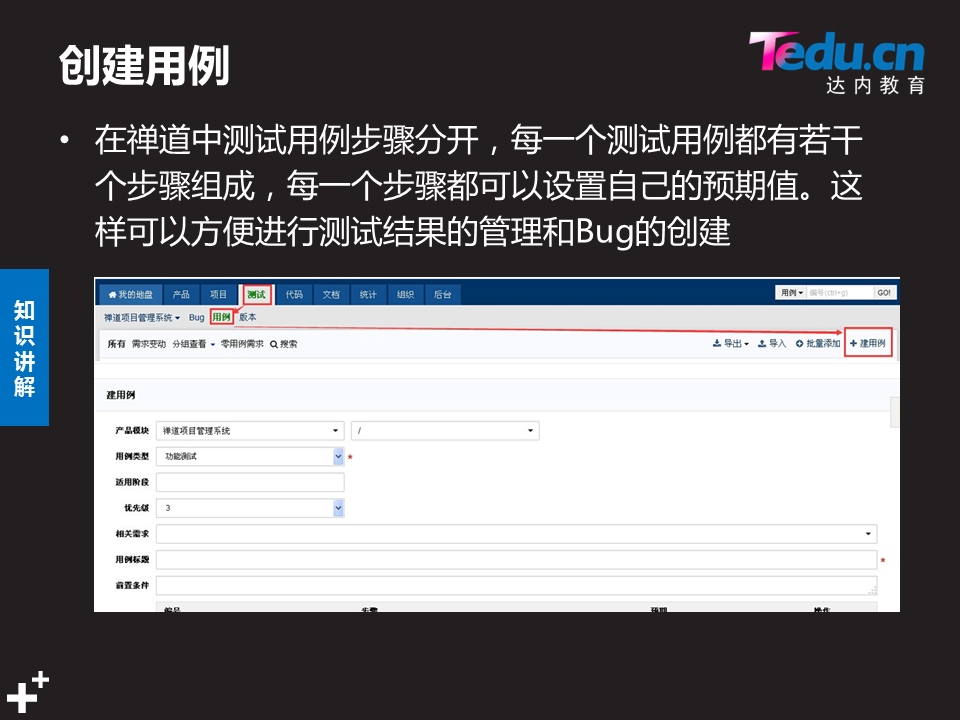 创建用例
Tedu.cn
达内教育
• 在禅道中测试用例步骤分开，每一个测试用例都有若干
个步骤组成，每一个步骤都可以设置自己的预期值。这
样可以方便进行测试结果的管理和Bug的创建
知识讲解
我的地盘 产品 项目 测试 代码 文档 统计 组织 后台 用例 编号(ctrl+g) GO!
禅道项目管理系统 Bug 用例 版本
所有 需求变动 分组查看 零用例需求 搜索 导出 导入 批量添加 + 建用例
建用例
产品模块 禅道项目管理系统 /
用例类型 功能测试 *
适用阶段
优先级 3
相关需求
用例标题 *
前置条件
编号 步骤 预期 操作